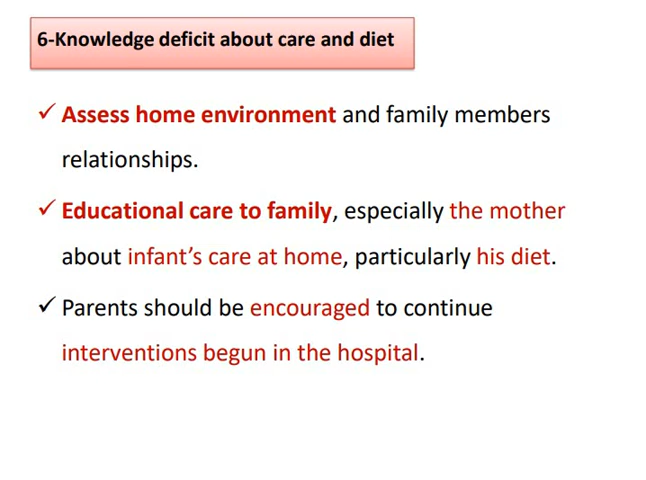 6-Knowledge deficit about care and diet
✓ Assess home environment and family members
relationships.
✓ Educational care to family, especially the mother
about infant’s care at home, particularly his diet.
✓ Parents should be encouraged to continue
interventions begun in the hospital.